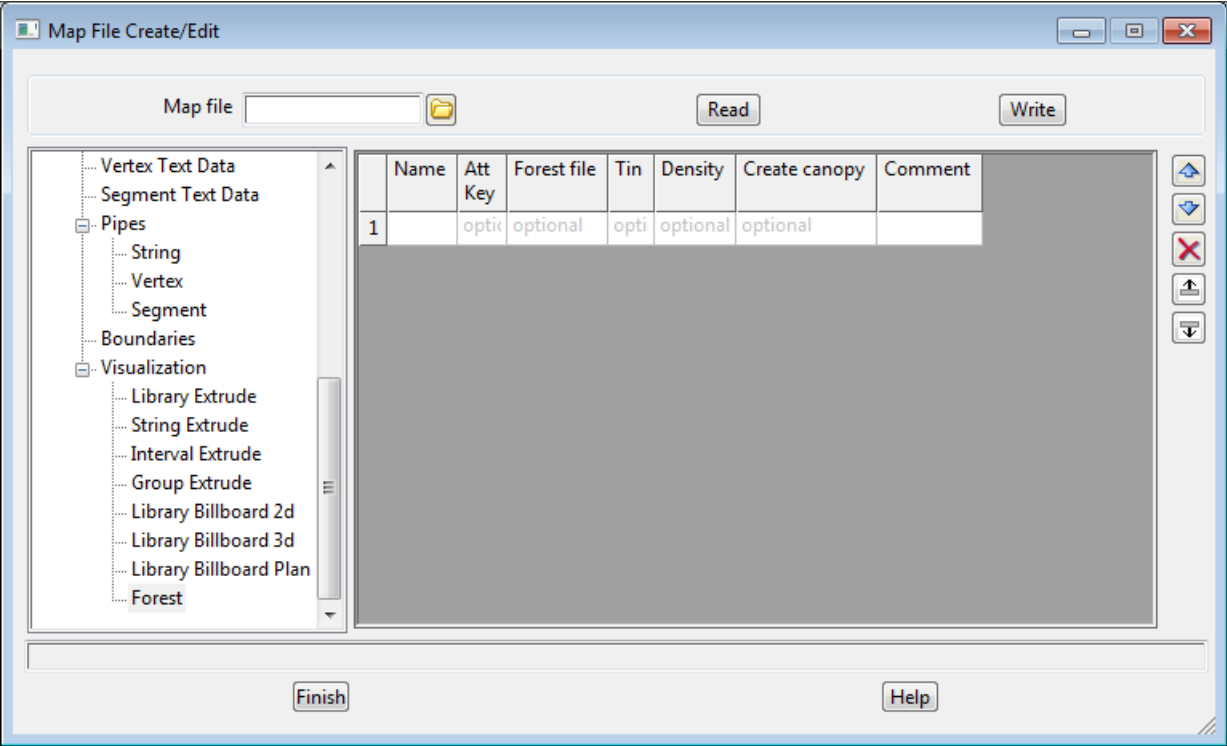 Map File Create/Edit
Map file Read Write
Vertex Text Data
Segment Text Data
Pipes
String
Vertex
Segment
Boundaries
Visualization
Library Extrude
String Extrude
Interval Extrude
Group Extrude
Library Billboard 2d
Library Billboard 3d
Library Billboard Plan
Forest
Name Att Key Forest file Tin Density Create canopy Comment
1 optic optional opti optional optional
Finish Help